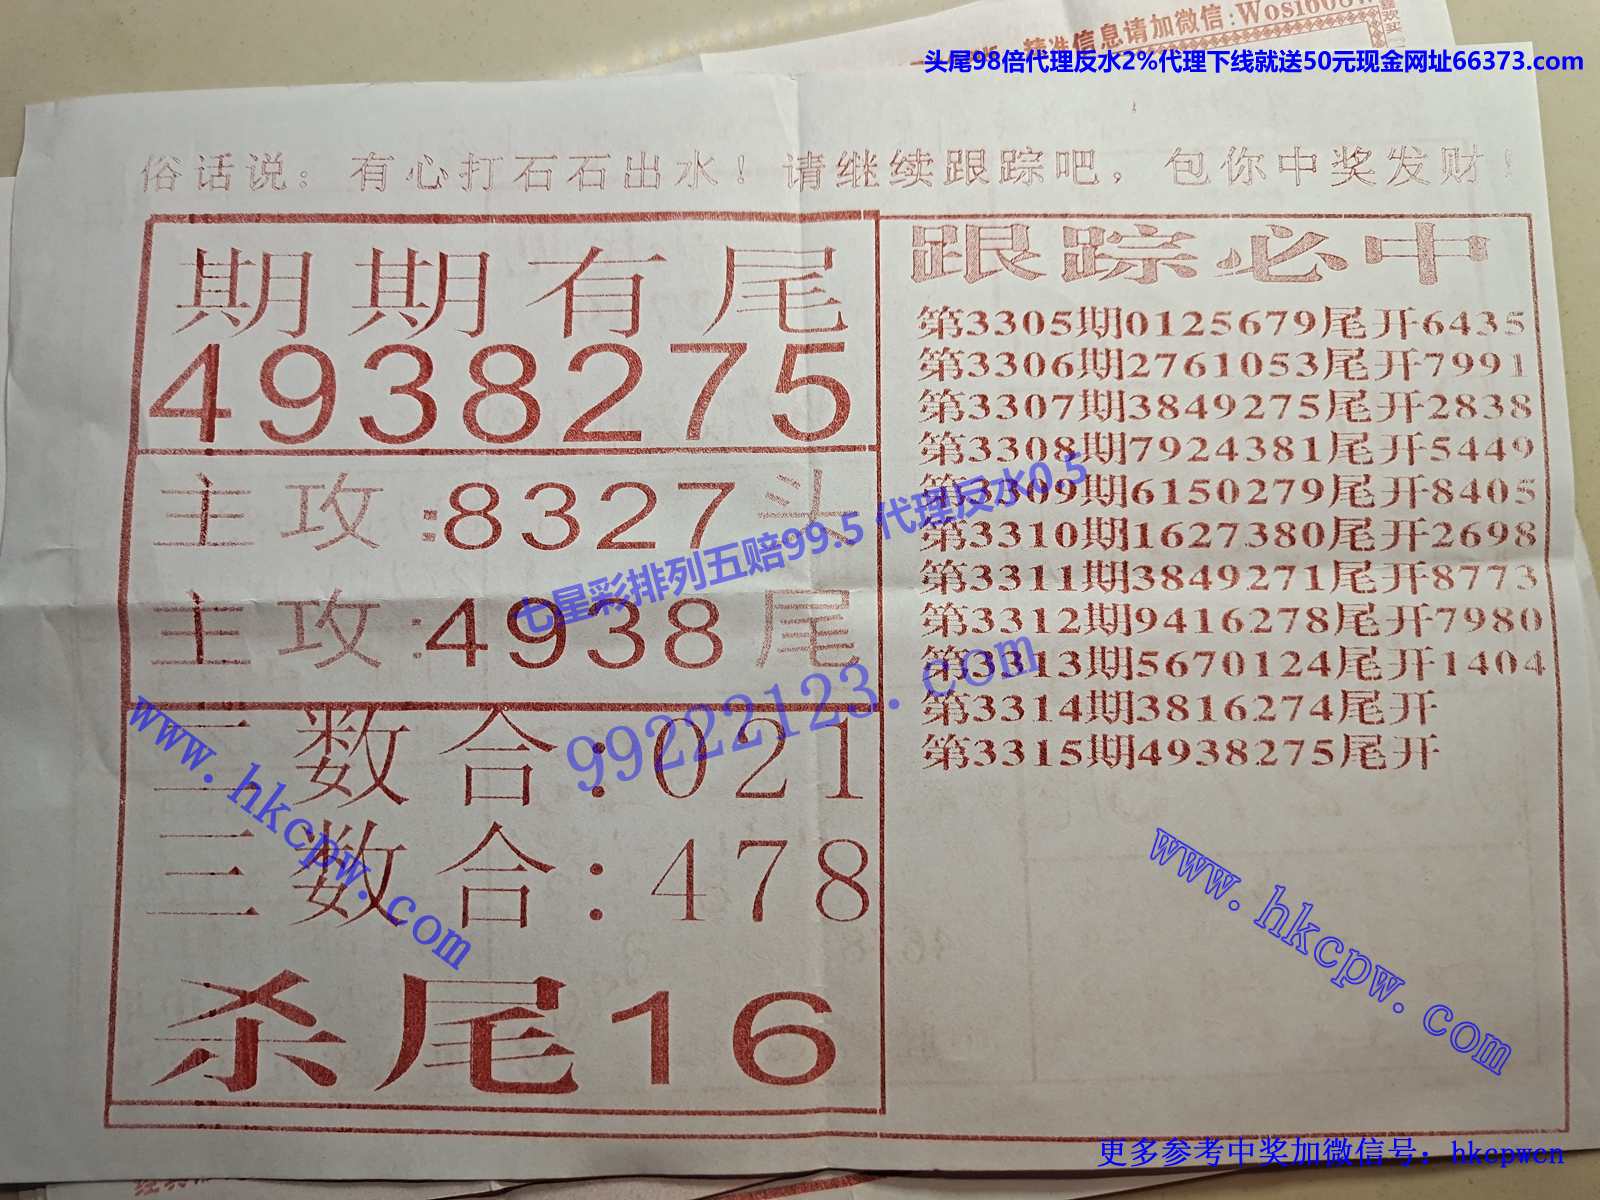 精准信息请加微信:Wosi600w
头尾98倍代理反水2%代理下线就送50元现金网址66373.com
俗话说：有心打石石出水！请继续跟踪吧，包你中奖发财！
期期有尾
4938275
主攻:8327头
主攻:4938尾
三数合:021
三数合:478
杀尾16
跟踪必中
第3305期0125679尾开6435
第3306期2761053尾开7991
第3307期3849275尾开2838
第3308期7924381尾开5449
第3309期6150279尾开8405
第3310期1627380尾开2698
第3311期3849271尾开8773
第3312期9416278尾开7980
第3313期5670124尾开1404
第3314期3816274尾开
第3315期4938275尾开
七星彩排列五赔99.5 代理反水0.5
99222123.com
www.hkcpw.com
www.hkcpw.com
更多参考中奖加微信号：hkcpwcn